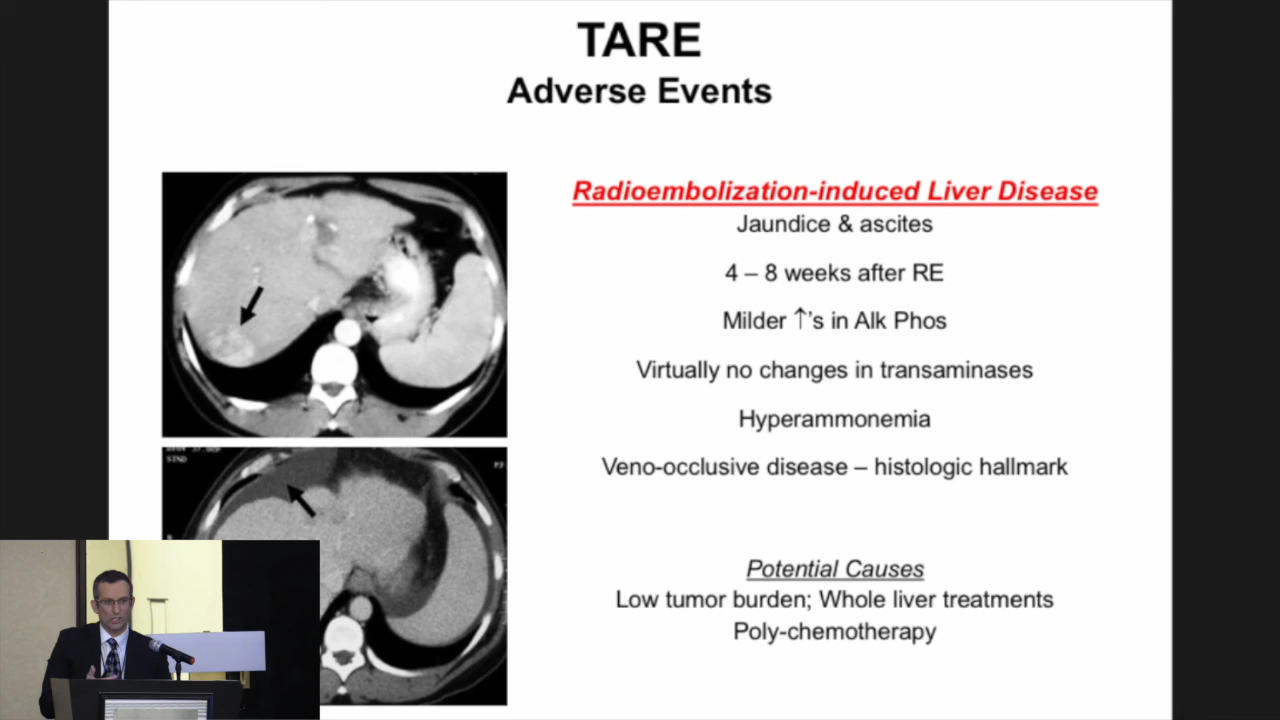 TARE
Adverse Events
Radioembolization-induced Liver Disease
Jaundice & ascites
4 – 8 weeks after RE
Milder ↑'s in Alk Phos
Virtually no changes in transaminases
Hyperammonemia
Veno-occlusive disease – histologic hallmark
STND
Potential Causes
Low tumor burden; Whole liver treatments
Poly-chemotherapy